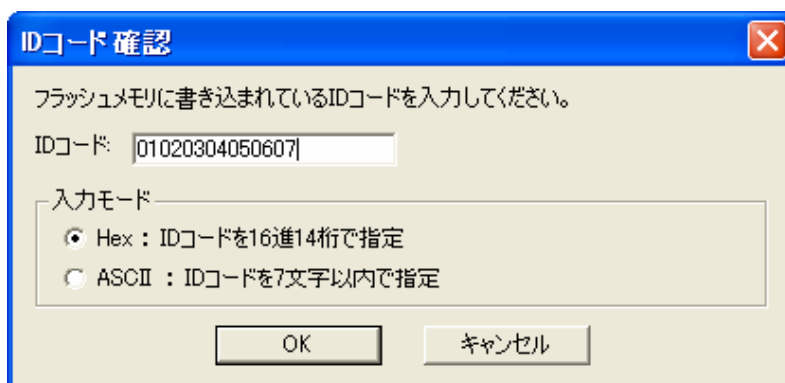 IDコード 確認
フラッシュメモリに書き込まれているIDコードを入力してください。
IDコード: 01020304050607
入力モード
Hex : IDコードを16進14桁で指定
ASCII : IDコードを7文字以内で指定
OK キャンセル